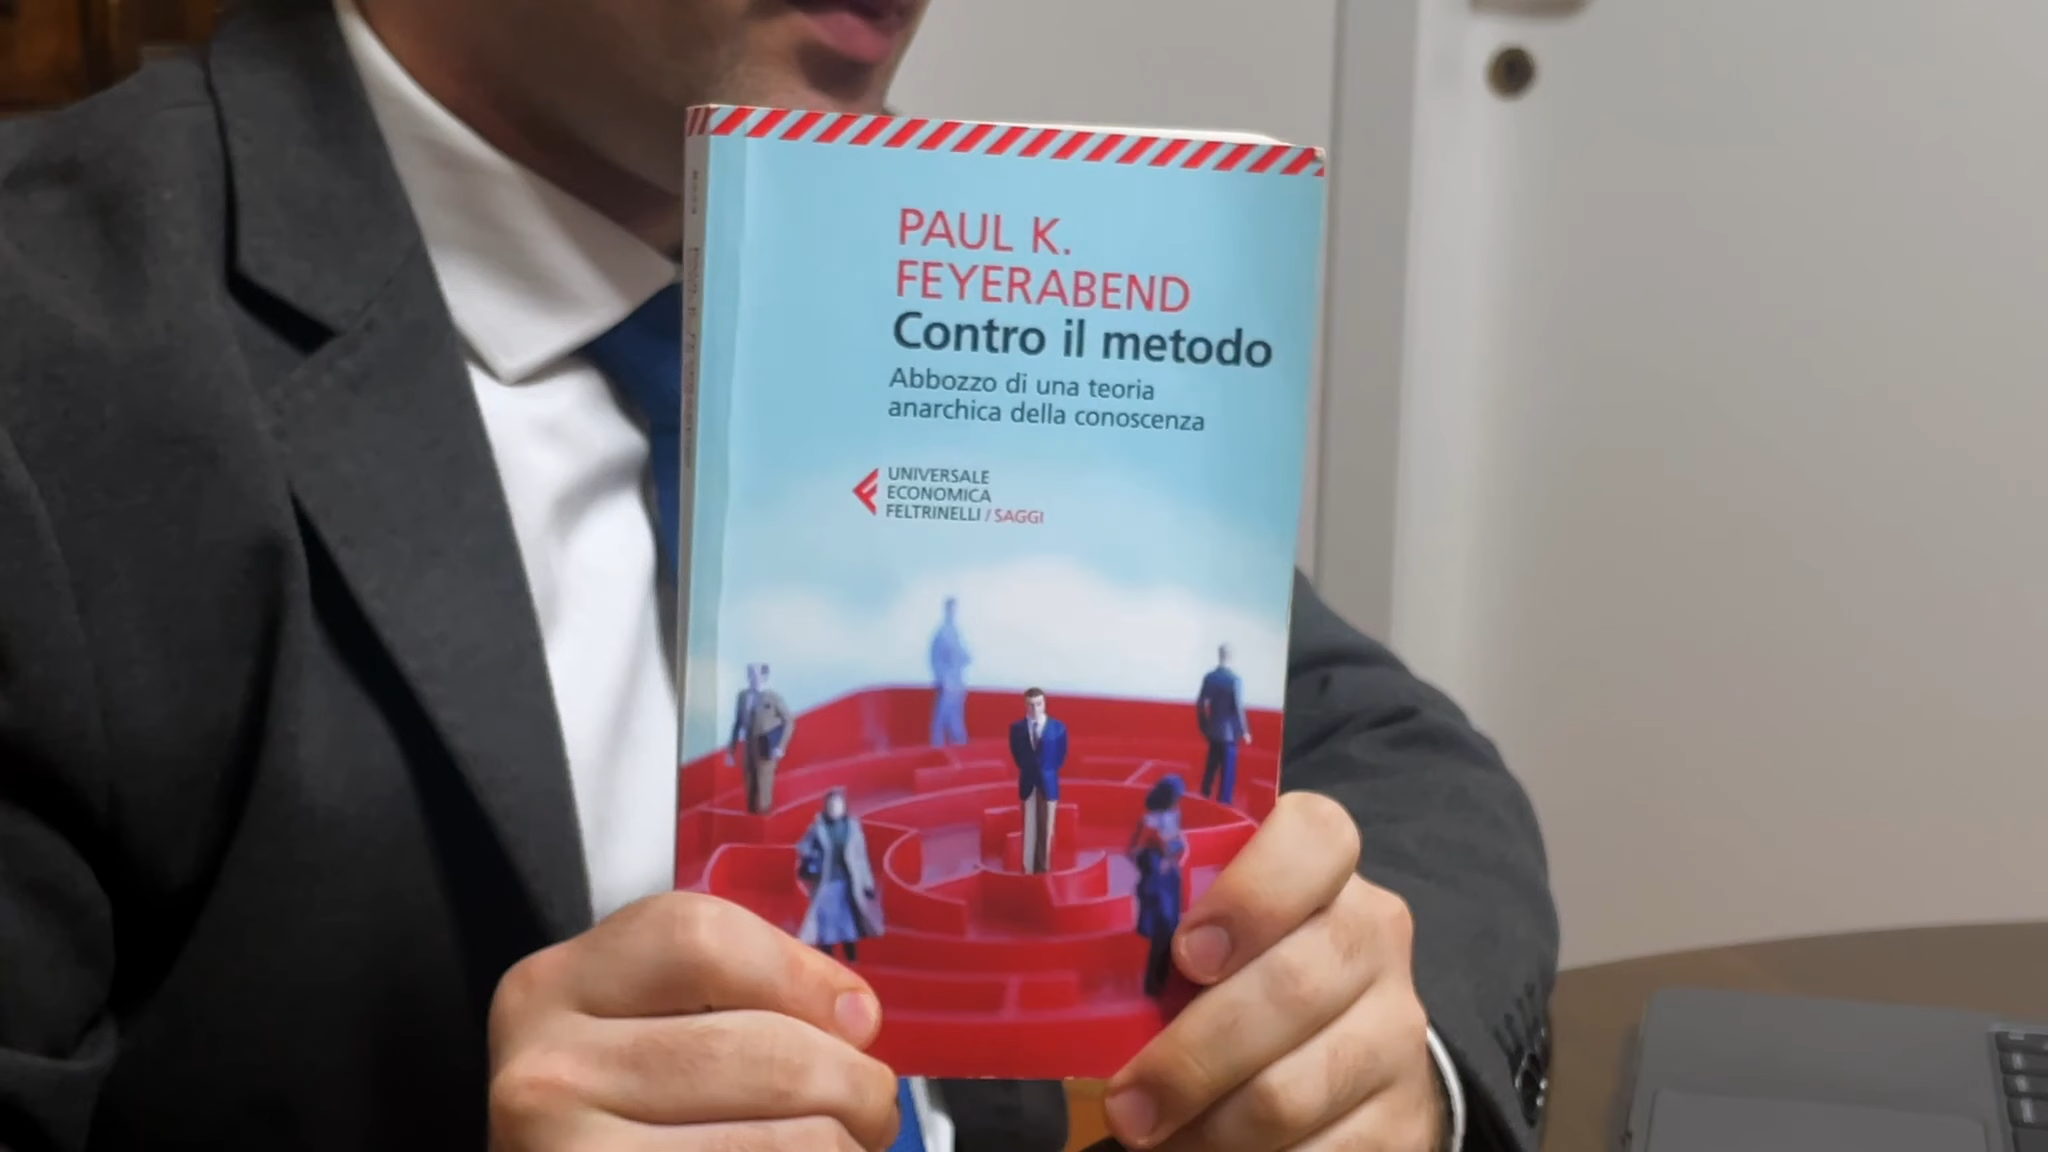 PAUL K.
FEYERABEND
Contro il metodo
Abbozzo di una teoria
anarchica della conoscenza
UNIVERSALE
ECONOMICA
FELTRINELLI / SAGGI